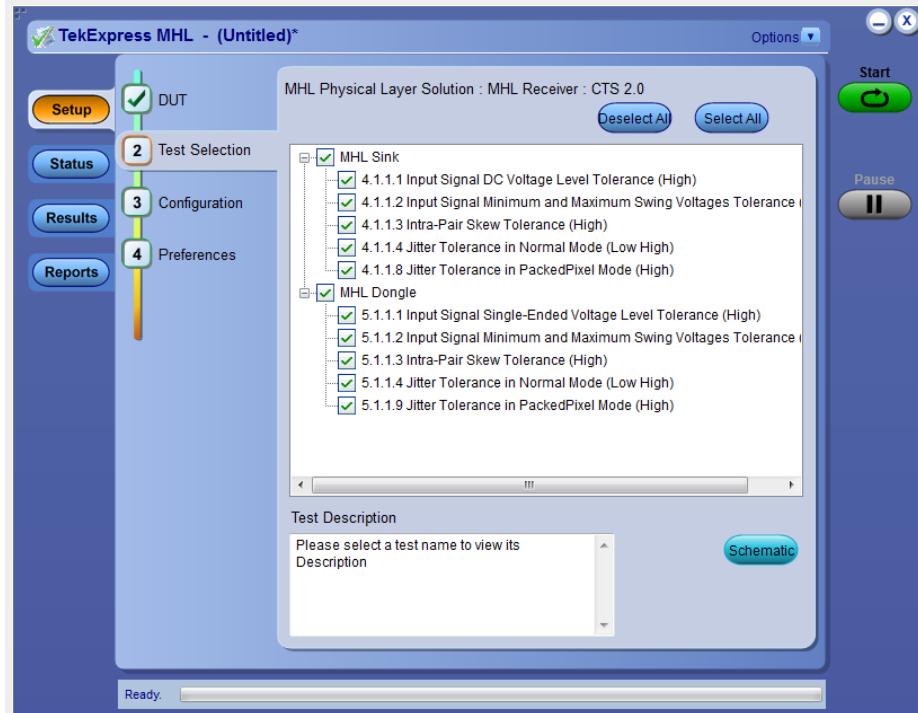 TekExpress MHL - (Untitled)*
Options
Start
Pause
Setup
Status
Results
Reports
DUT
2 Test Selection
3 Configuration
4 Preferences
MHL Physical Layer Solution : MHL Receiver : CTS 2.0
Deselect All
Select All
MHL Sink
4.1.1.1 Input Signal DC Voltage Level Tolerance (High)
4.1.1.2 Input Signal Minimum and Maximum Swing Voltages Tolerance (
4.1.1.3 Intra-Pair Skew Tolerance (High)
4.1.1.4 Jitter Tolerance in Normal Mode (Low High)
4.1.1.8 Jitter Tolerance in PackedPixel Mode (High)
MHL Dongle
5.1.1.1 Input Signal Single-Ended Voltage Level Tolerance (High)
5.1.1.2 Input Signal Minimum and Maximum Swing Voltages Tolerance (
5.1.1.3 Intra-Pair Skew Tolerance (High)
5.1.1.4 Jitter Tolerance in Normal Mode (Low High)
5.1.1.9 Jitter Tolerance in PackedPixel Mode (High)
Test Description
Please select a test name to view its
Description
Schematic
Ready.